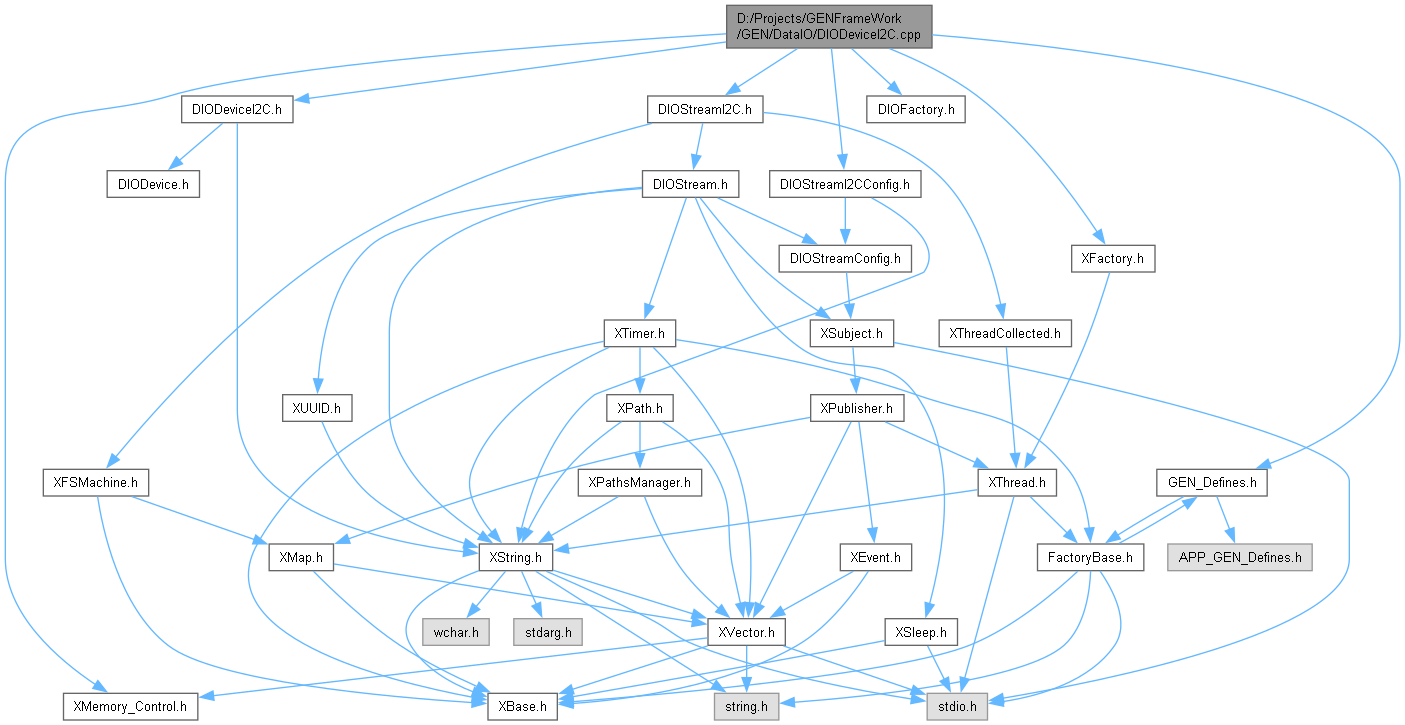 D:/Projects/GENFrameWork
/GEN/DataIO/DIODeviceI2C.cpp
DIODeviceI2C.h
DIOStreamI2C.h
DIOFactory.h
DIODevice.h
DIOStream.h
DIOStreamI2CConfig.h
DIOStreamConfig.h
XFactory.h
XTimer.h
XSubject.h
XThreadCollected.h
XUUID.h
XPath.h
XPublisher.h
XFSMachine.h
XPathsManager.h
XThread.h
GEN_Defines.h
XMap.h
XString.h
XEvent.h
FactoryBase.h
APP_GEN_Defines.h
wchar.h
stdarg.h
XVector.h
XSleep.h
XMemory_Control.h
XBase.h
string.h
stdio.h